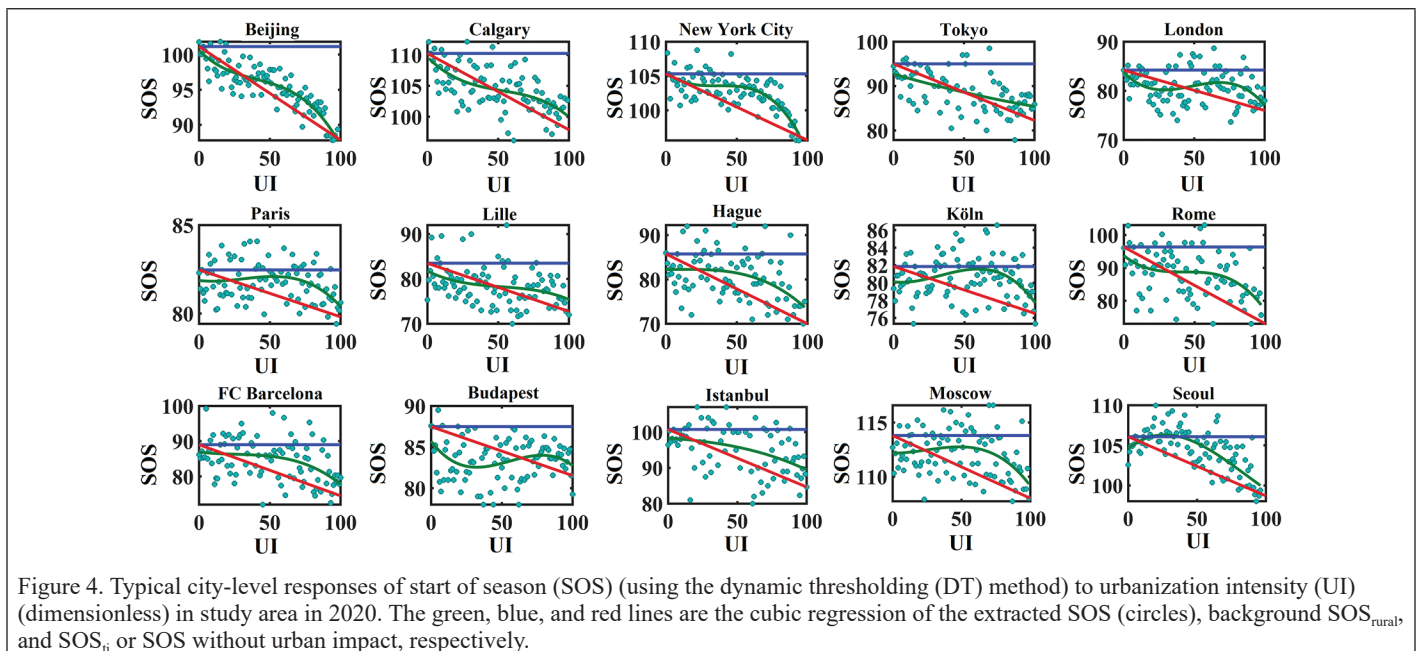 Beijing Calgary New York City Tokyo London
100 95 90 SOS 0 50 100 UI
110 105 100 SOS 0 50 100 UI
110 105 100 SOS 0 50 100 UI
100 90 80 SOS 0 50 100 UI
90 80 70 SOS 0 50 100 UI
Paris Lille Hague Köln Rome
85 80 SOS 0 50 100 UI
90 80 70 SOS 0 50 100 UI
90 80 70 SOS 0 50 100 UI
86 84 82 80 78 76 SOS 0 50 100 UI
100 90 80 SOS 0 50 100 UI
FC Barcelona Budapest Istanbul Moscow Seoul
100 90 80 SOS 0 50 100 UI
90 85 80 SOS 0 50 100 UI
100 90 80 SOS 0 50 100 UI
115 110 SOS 0 50 100 UI
110 105 100 SOS 0 50 100 UI
Figure 4. Typical city-level responses of start of season (SOS) (using the dynamic thresholding (DT) method) to urbanization intensity (UI)
(dimensionless) in study area in 2020. The green, blue, and red lines are the cubic regression of the extracted SOS (circles), background SOSrural,
and SOSti or SOS without urban impact, respectively.